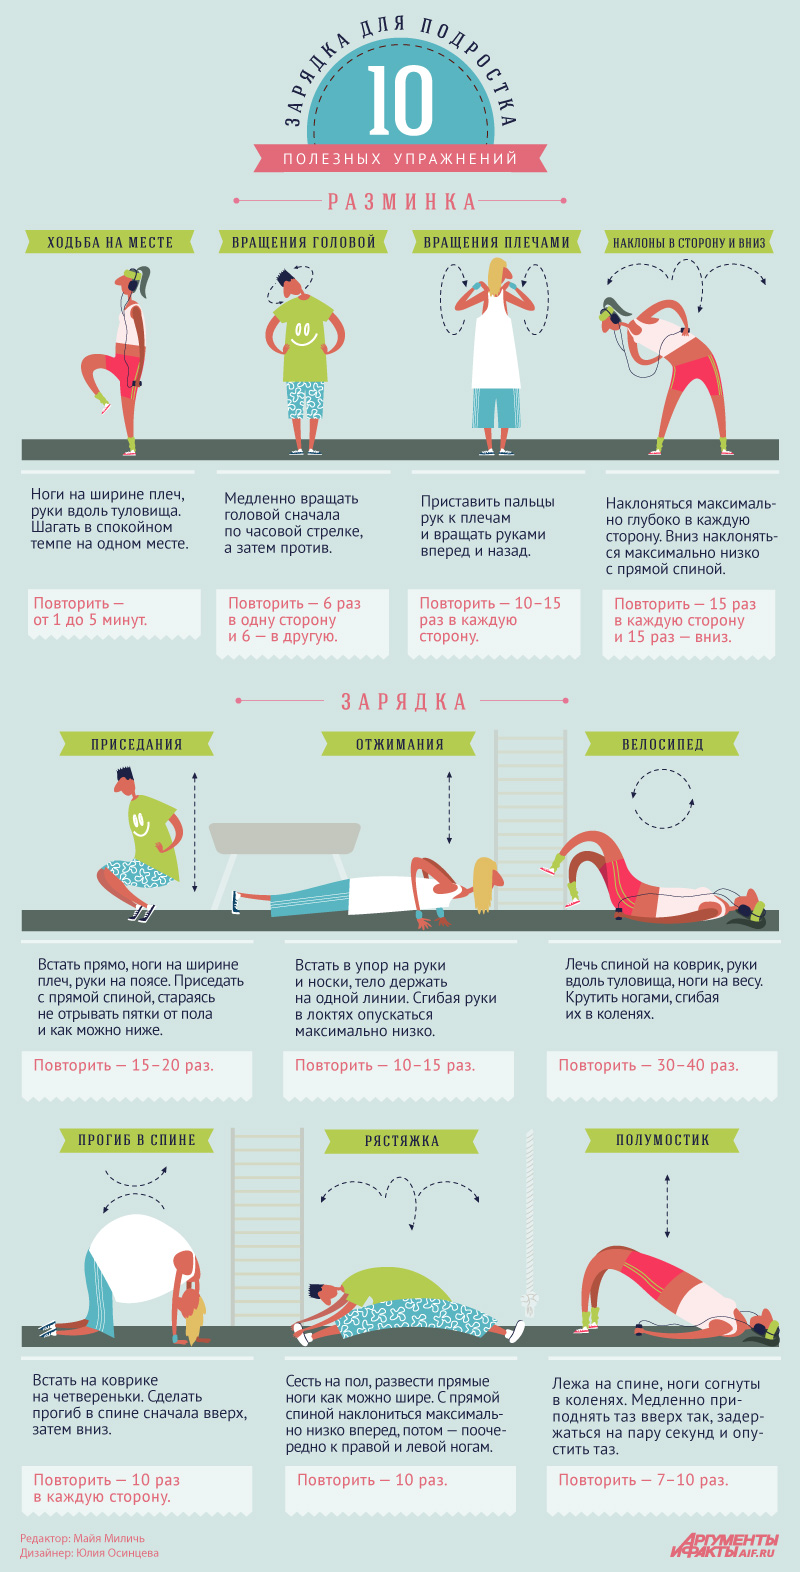 ЗАРЯДКА ДЛЯ ПОДРОСТКА
10
ПОЛЕЗНЫХ УПРАЖНЕНИЙ
РАЗМИНКА
ХОДЬБА НА МЕСТЕ
Ноги на ширине плеч,
руки вдоль туловища.
Шагать в спокойном
темпе на одном месте.
Повторить —
от 1 до 5 минут.
ВРАЩЕНИЯ ГОЛОВОЙ
Медленно вращать
головой сначала
по часовой стрелке,
а затем против.
Повторить — 6 раз
в одну сторону
и 6 — в другую.
ВРАЩЕНИЯ ПЛЕЧАМИ
Приставить пальцы
рук к плечам
и вращать руками
вперед и назад.
Повторить — 10–15
раз в каждую
сторону.
НАКЛОНЫ В СТОРОНУ И ВНИЗ
Наклоняться максималь-
но глубоко в каждую
сторону. Вниз наклонять-
ся максимально низко
с прямой спиной.
Повторить — 15 раз
в каждую сторону
и 15 раз — вниз.
ЗАРЯДКА
ПРИСЕДАНИЯ
Встать прямо, ноги на ширине
плеч, руки на поясе. Приседать
с прямой спиной, стараясь
не отрывать пятки от пола
и как можно ниже.
Повторить — 15–20 раз.
ОТЖИМАНИЯ
Встать в упор на руки
и носки, тело держать
на одной линии. Сгибая руки
в локтях опускаться
максимально низко.
Повторить — 10–15 раз.
ВЕЛОСИПЕД
Лечь спиной на коврик, руки
вдоль туловища, ноги на весу.
Крутить ногами, сгибая
их в коленях.
Повторить — 30–40 раз.
ПРОГИБ В СПИНЕ
Встать на коврике
на четвереньки. Сделать
прогиб в спине сначала вверх,
затем вниз.
Повторить — 10 раз
в каждую сторону.
РЯСТЯЖКА
Сесть на пол, развести прямые
ноги как можно шире. С прямой
спиной наклониться максималь-
но низко вперед, потом — пооче-
редно к правой и левой ногам.
Повторить — 10 раз.
ПОЛУМОСТИК
Лежа на спине, ноги согнуты
в коленях. Медленно при-
поднять таз вверх так, задер-
жаться на пару секунд и опу-
стить таз.
Повторить — 7–10 раз.
Редактор: Майя Миличь
Дизайнер: Юлия Осинцева
АРГУМЕНТЫ
И ФАКТЫ AIF.RU